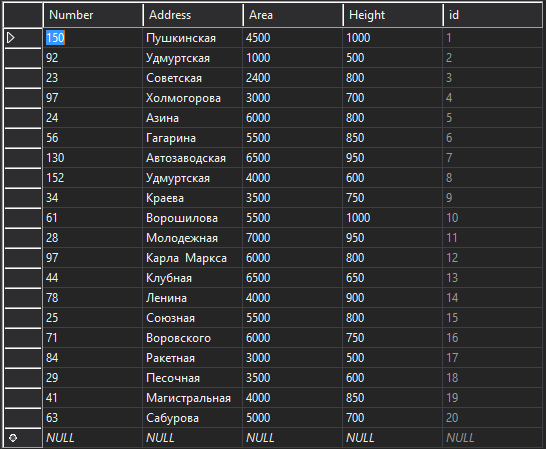 Number Address Area Height id
150 Пушкинская 4500 1000 1
92 Удмуртская 1000 500 2
23 Советская 2400 800 3
97 Холмогорова 3000 700 4
24 Азина 6000 800 5
56 Гагарина 5500 850 6
130 Автозаводская 6500 950 7
152 Удмуртская 4000 600 8
34 Краева 3500 750 9
61 Ворошилова 5500 1000 10
28 Молодежная 7000 950 11
97 Карла Маркса 6000 800 12
44 Клубная 6500 650 13
78 Ленина 4000 900 14
25 Союзная 5500 800 15
71 Воровского 6000 750 16
84 Ракетная 3000 500 17
29 Песочная 3500 600 18
41 Магистральная 4000 850 19
63 Сабурова 5000 700 20
NULL NULL NULL NULL NULL